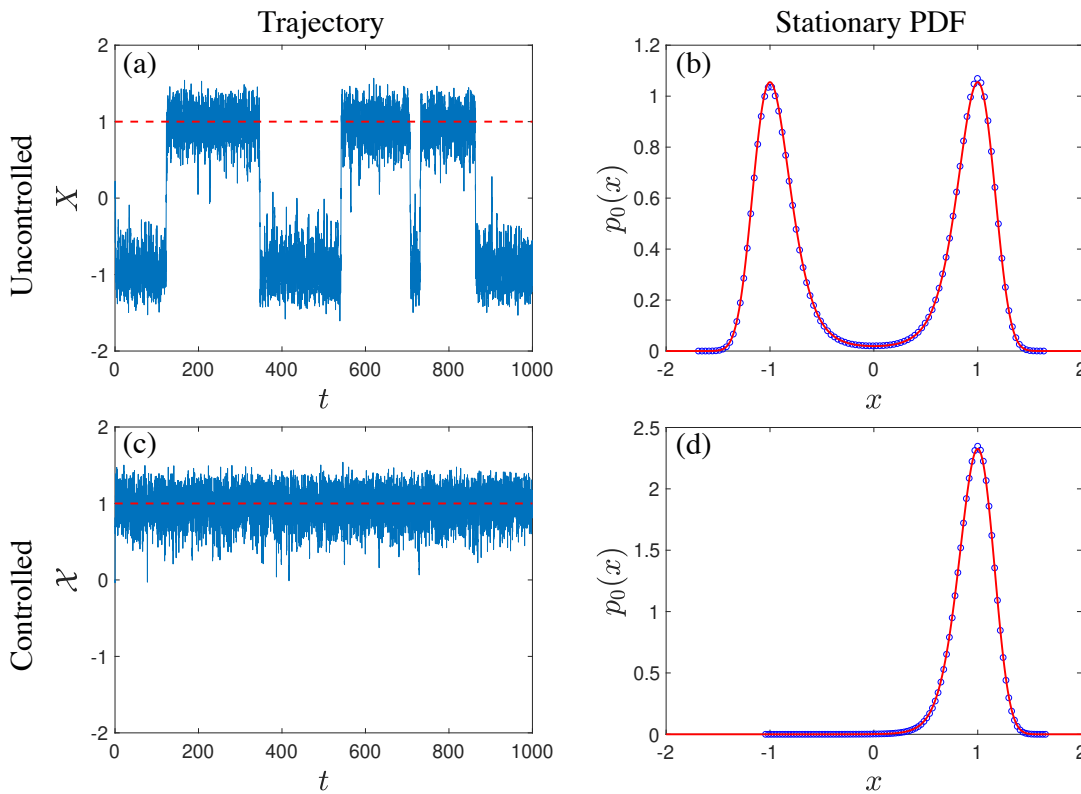 Trajectory
Stationary PDF
Uncontrolled
(a)
X
2
1
0
-1
-2
0
200
400
600
800
1000
t
(b)
p₀(x)
1.2
1
0.8
0.6
0.4
0.2
0
-2
-1
0
1
2
x
Controlled
(c)
𝒳
2
1
0
-1
-2
0
200
400
600
800
1000
t
(d)
p₀(x)
2.5
2
1.5
1
0.5
0
-2
-1
0
1
2
x